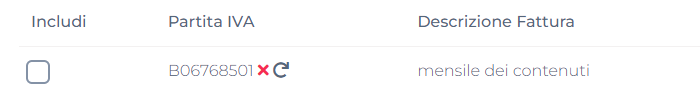 Includi Partita IVA Descrizione Fattura
B06768501 mensile dei contenuti